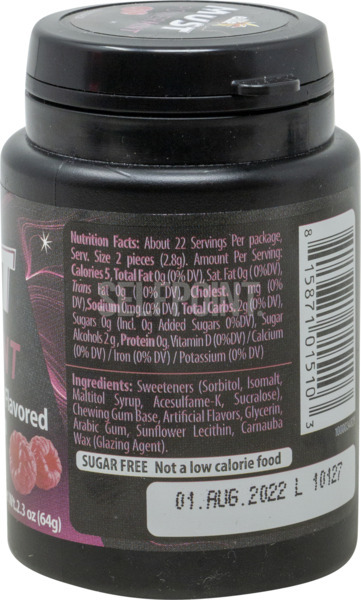 MUST
T
IT
flavored
wt.2.3 oz (64g)
Nutrition Facts: About 22 Servings Per package,
Serv. Size 2 pieces (2.8g). Amount Per Serving:
Calories 5, Total Fat 0g (0% DV), Sat. Fat 0g (0%DV),
Trans (0% DV), Cholest.
DV), Sodium 0mg (0% DV), Total Carb. 2g (0% DV),
Sugars 0g (Incl. 0g Added Sugars 0%DV), Sugar
Alcohols 2 g, Protein 0g, Vitamin D (0%DV) / Calcium
(0% DV) / Iron (0% DV) / Potassium (0% DV)
Ingredients: Sweeteners (Sorbitol, Isomalt,
Maltitol Syrup, Acesulfame-K, Sucralose),
Chewing Gum Base, Artificial Flavors, Glycerin,
Arabic Gum, Sunflower Lecithin, Carnauba
Wax (Glazing Agent).
SUGAR FREE Not a low calorie food
01.AUG.2022 L 10127
8 15871 01510 3